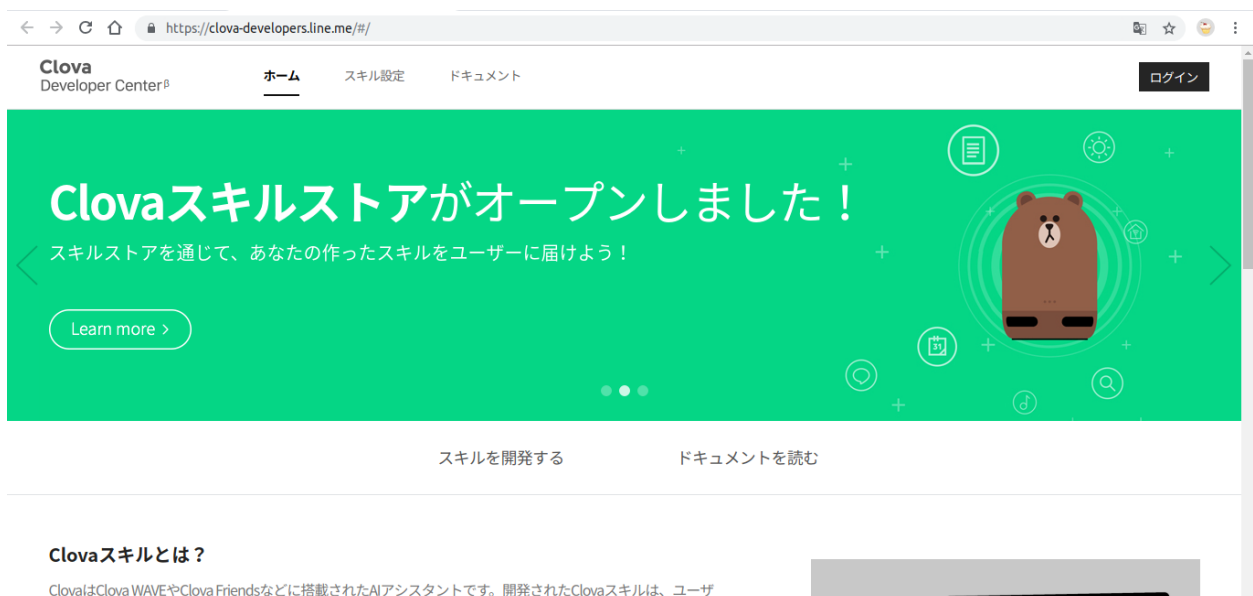 https://clova-developers.line.me/#/
Clova
Developer Center β
ホーム
スキル設定
ドキュメント
ログイン
Clovaスキルストアがオープンしました！
スキルストアを通じて、あなたの作ったスキルをユーザーに届けよう！
Learn more >
31
スキルを開発する
ドキュメントを読む
Clovaスキルとは？
ClovaはClova WAVEやClova Friendsなどに搭載されたAIアシスタントです。開発されたClovaスキルは、ユーザ